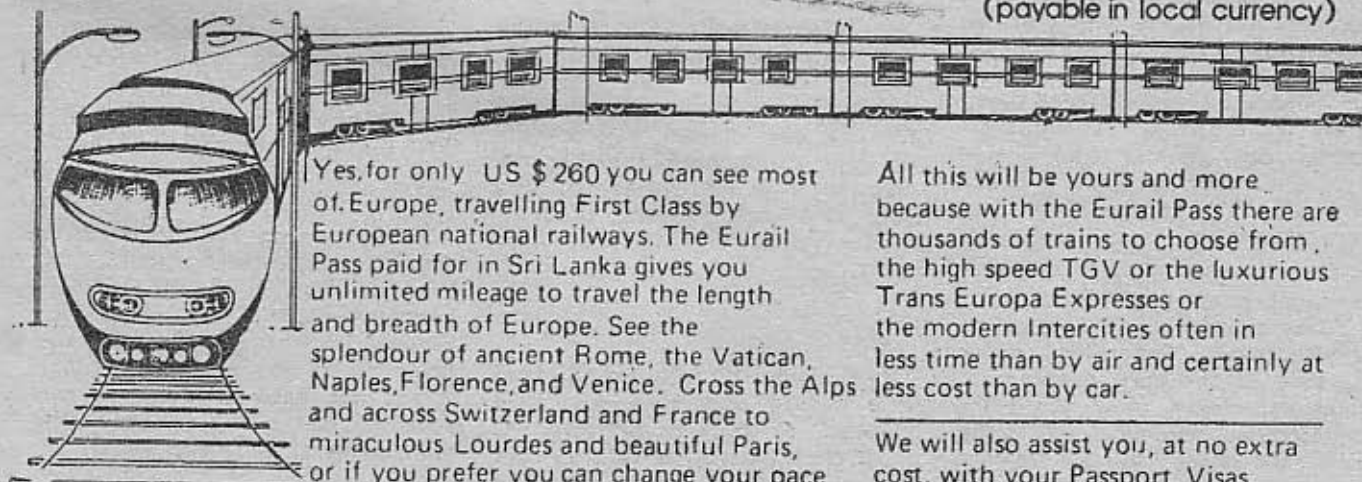 (payable in local currency)
Yes, for only US $260 you can see most
of. Europe, travelling First Class by
European national railways. The Eurail
Pass paid for in Sri Lanka gives you
unlimited mileage to travel the length
and breadth of Europe. See the
splendour of ancient Rome, the Vatican,
Naples, Florence, and Venice. Cross the Alps
and across Switzerland and France to
miraculous Lourdes and beautiful Paris,
or if you prefer you can change your pace
All this will be yours and more
because with the Eurail Pass there are
thousands of trains to choose from.
the high speed TGV or the luxurious
Trans Europa Expresses or
the modern Intercities often in
less time than by air and certainly at
less cost than by car.
We will also assist you, at no extra
cost, with your Passport, Visas